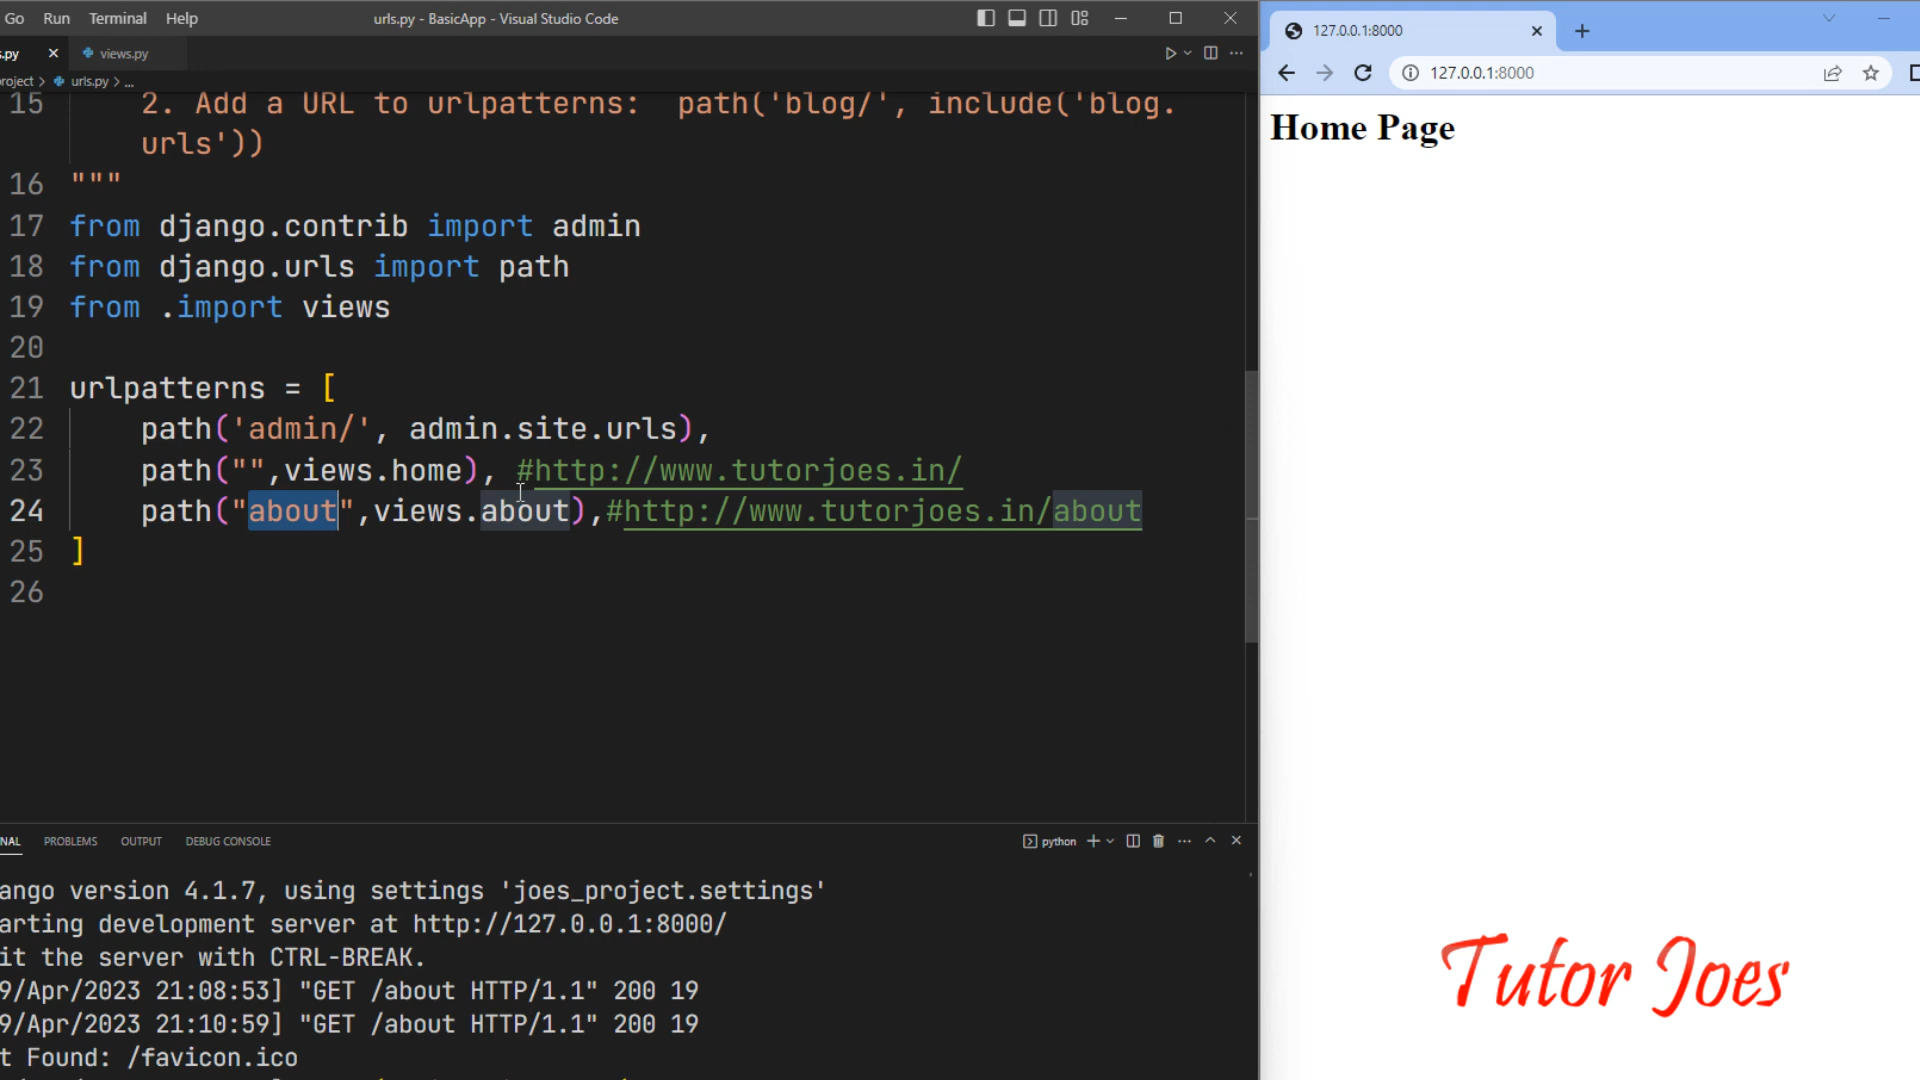 Go Run Terminal Help
urls.py - BasicApp - Visual Studio Code
s.py views.py
roject > urls.py > ...
15 2. Add a URL to urlpatterns:  path('blog/', include('blog.
urls'))
16 """
17 from django.contrib import admin
18 from django.urls import path
19 from .import views
20
21 urlpatterns = [
22 path('admin/', admin.site.urls),
23 path("",views.home), #http://www.tutorjoes.in/
24 path("about",views.about),#http://www.tutorjoes.in/about
25 ]
26
NAL PROBLEMS OUTPUT DEBUG CONSOLE
python
ango version 4.1.7, using settings 'joes_project.settings'
arting development server at http://127.0.0.1:8000/
it the server with CTRL-BREAK.
9/Apr/2023 21:08:53] "GET /about HTTP/1.1" 200 19
9/Apr/2023 21:10:59] "GET /about HTTP/1.1" 200 19
t Found: /favicon.ico
127.0.0.1:8000
127.0.0.1:8000
Home Page
Tutor Joes